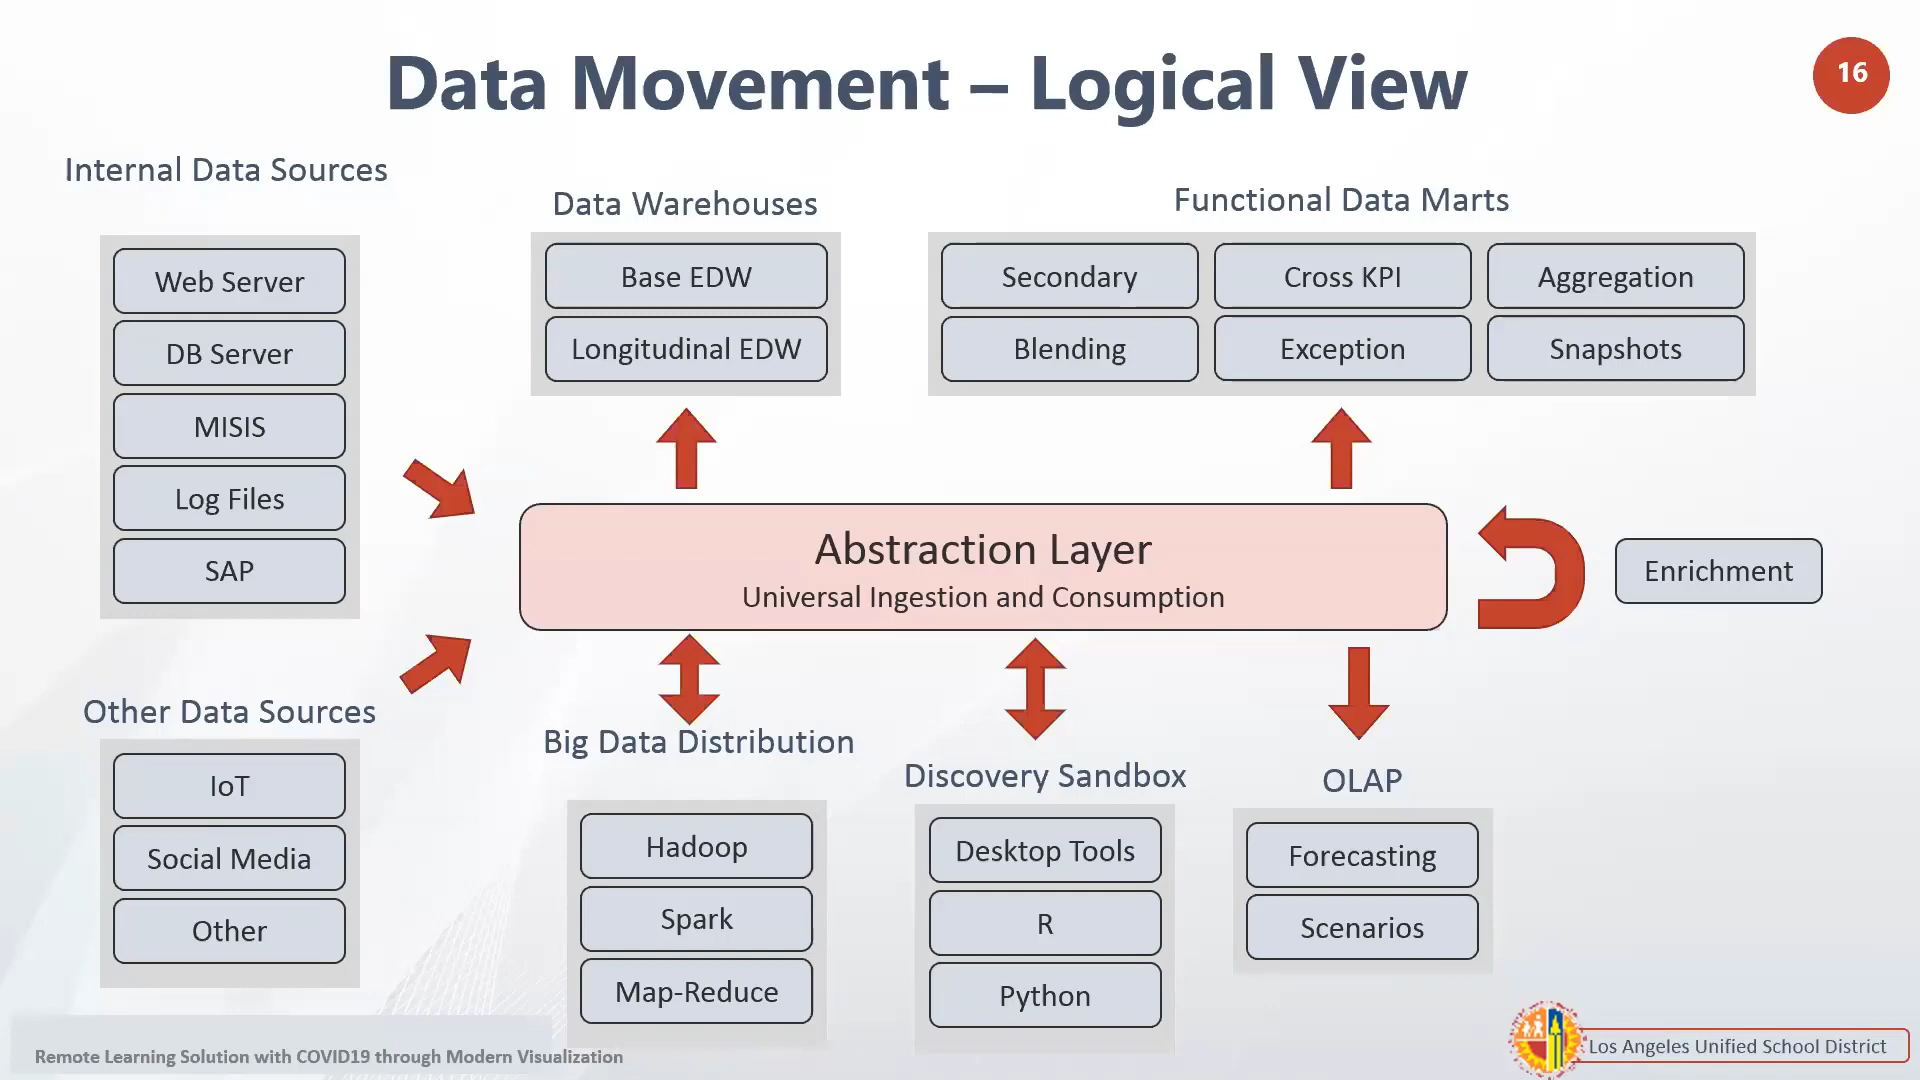 Data Movement – Logical View
16
Internal Data Sources
Web Server
DB Server
MISIS
Log Files
SAP
Other Data Sources
IoT
Social Media
Other
Data Warehouses
Base EDW
Longitudinal EDW
Functional Data Marts
Secondary
Cross KPI
Aggregation
Blending
Exception
Snapshots
Abstraction Layer
Universal Ingestion and Consumption
Enrichment
Big Data Distribution
Hadoop
Spark
Map-Reduce
Discovery Sandbox
Desktop Tools
R
Python
OLAP
Forecasting
Scenarios
Remote Learning Solution with COVID19 through Modern Visualization
Los Angeles Unified School District